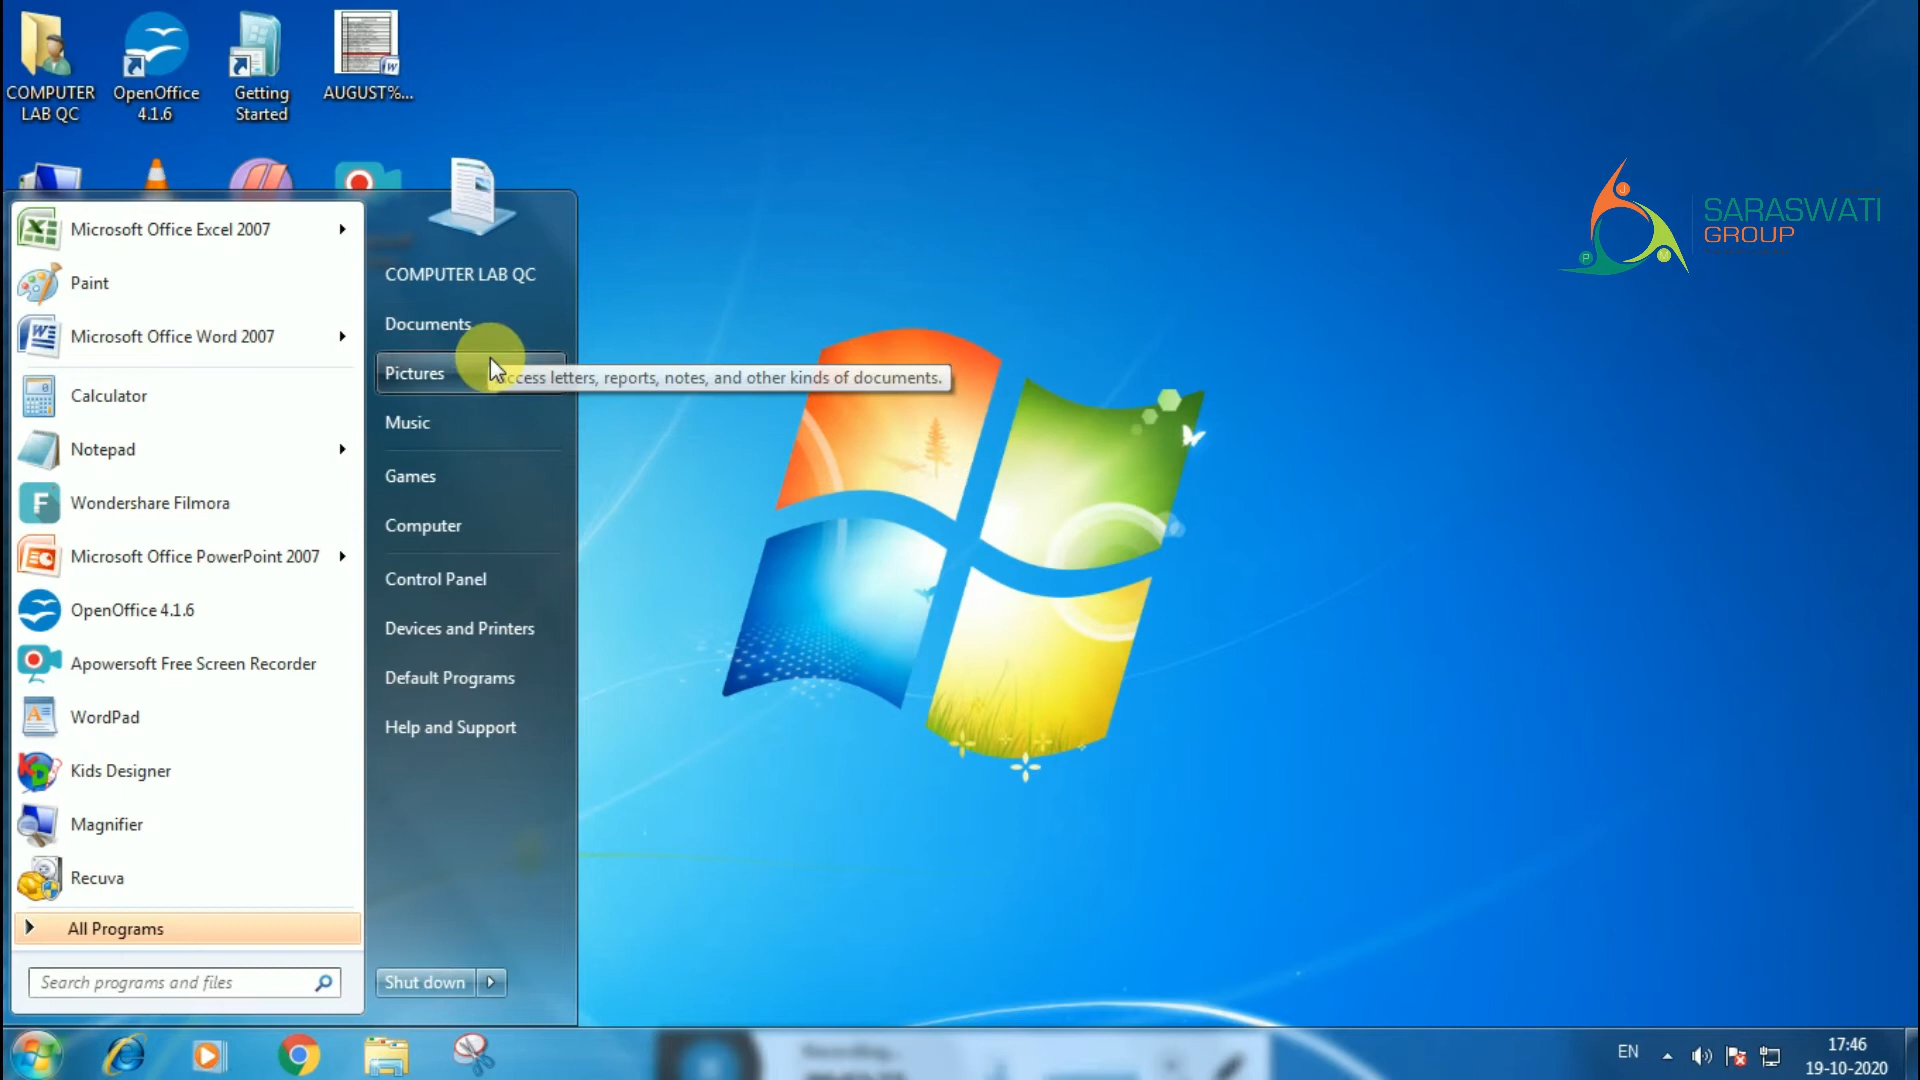 COMPUTER
LAB QC
OpenOffice
4.1.6
Getting
Started
AUGUST%...
SARASWATI
GROUP
Microsoft Office Excel 2007
Paint
Microsoft Office Word 2007
Calculator
Notepad
Wondershare Filmora
Microsoft Office PowerPoint 2007
OpenOffice 4.1.6
Apowersoft Free Screen Recorder
WordPad
Kids Designer
Magnifier
Recuva
All Programs
Search programs and files
COMPUTER LAB QC
Documents
Pictures
ccess letters, reports, notes, and other kinds of documents.
Music
Games
Computer
Control Panel
Devices and Printers
Default Programs
Help and Support
Shut down
EN
17:46
19-10-2020